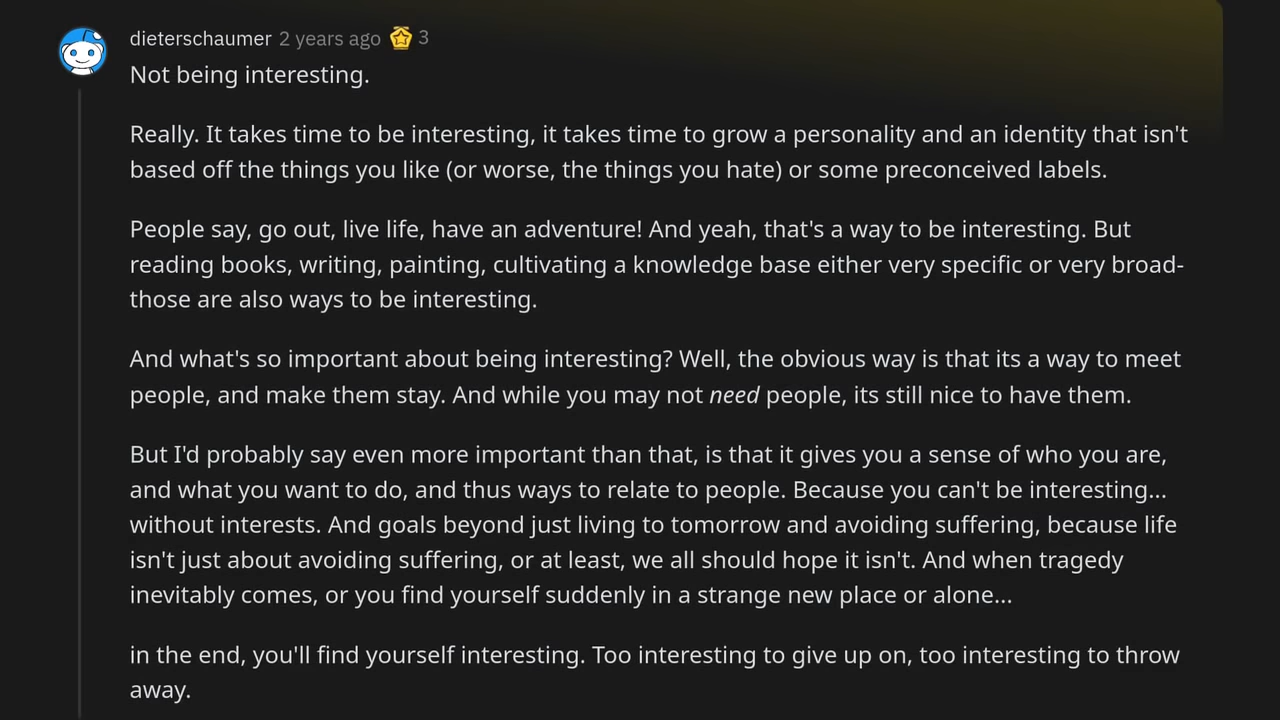 dieterschaumer 2 years ago 3
Not being interesting.
Really. It takes time to be interesting, it takes time to grow a personality and an identity that isn't
based off the things you like (or worse, the things you hate) or some preconceived labels.
People say, go out, live life, have an adventure! And yeah, that's a way to be interesting. But
reading books, writing, painting, cultivating a knowledge base either very specific or very broad-
those are also ways to be interesting.
And what's so important about being interesting? Well, the obvious way is that its a way to meet
people, and make them stay. And while you may not need people, its still nice to have them.
But I'd probably say even more important than that, is that it gives you a sense of who you are,
and what you want to do, and thus ways to relate to people. Because you can't be interesting...
without interests. And goals beyond just living to tomorrow and avoiding suffering, because life
isn't just about avoiding suffering, or at least, we all should hope it isn't. And when tragedy
inevitably comes, or you find yourself suddenly in a strange new place or alone...
in the end, you'll find yourself interesting. Too interesting to give up on, too interesting to throw
away.